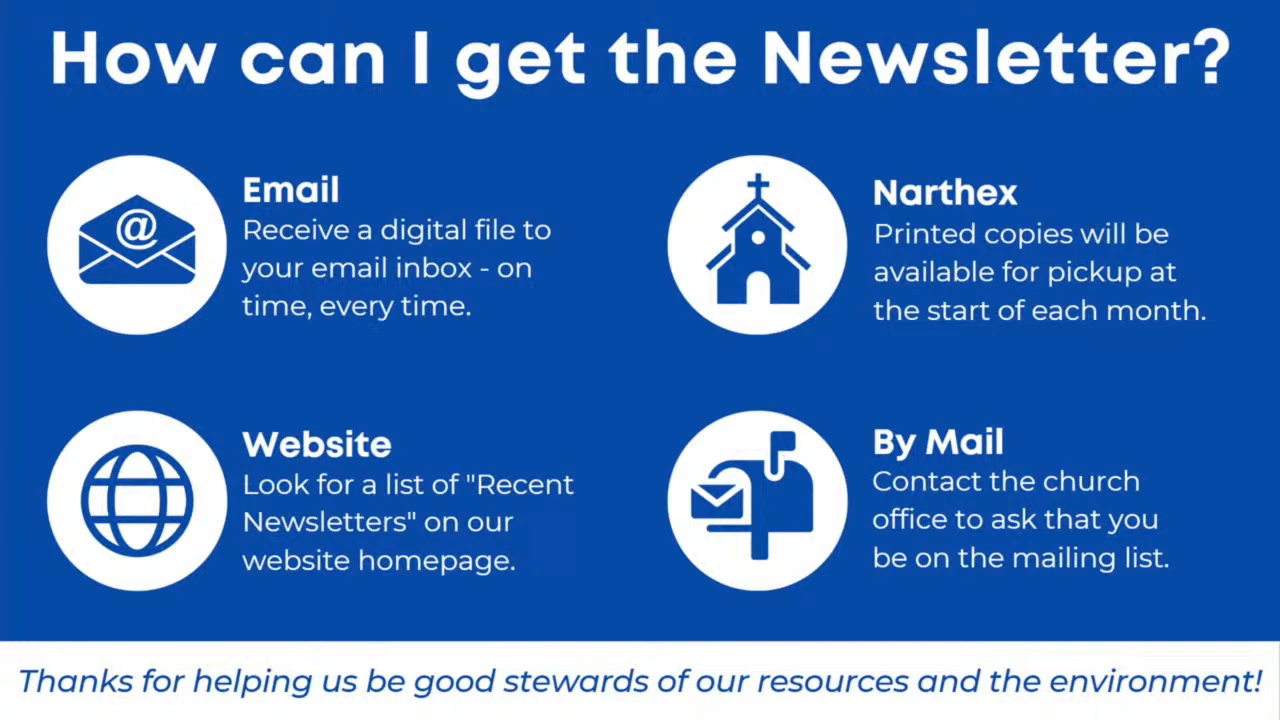 How can I get the Newsletter?
@
Email
Receive a digital file to
your email inbox - on
time, every time.
Narthex
Printed copies will be
available for pickup at
the start of each month.
Website
Look for a list of "Recent
Newsletters" on our
website homepage.
By Mail
Contact the church
office to ask that you
be on the mailing list.
Thanks for helping us be good stewards of our resources and the environment!